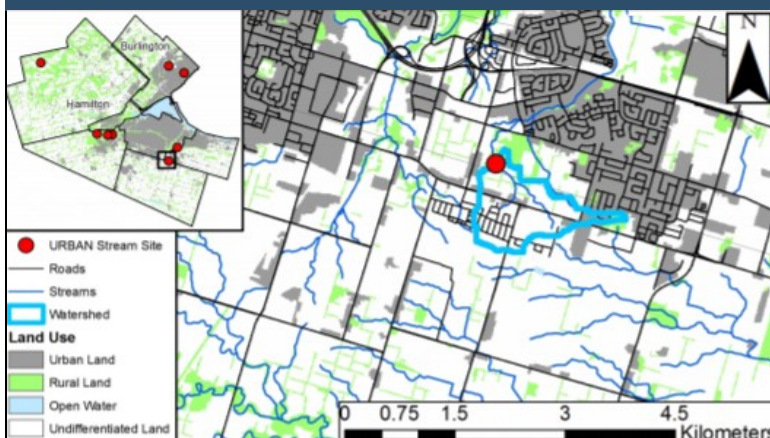 Burlington
Hamilton
N
URBAN Stream Site
Roads
Streams
Watershed
Land Use
Urban Land
Rural Land
Open Water
Undifferentiated Land
0 0.75 1.5 3 4.5
Kilometers